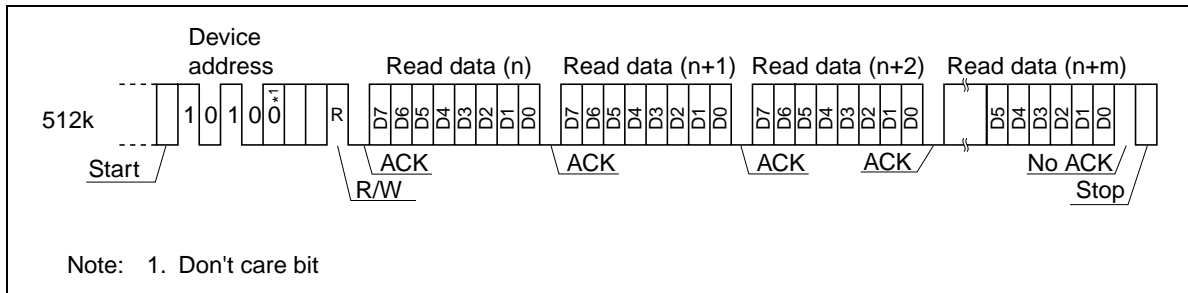 Device
address
Read data (n) Read data (n+1) Read data (n+2) Read data (n+m)
512k
1 0 1 0 0 *1 R D7 D6 D5 D4 D3 D2 D1 D0 D7 D6 D5 D4 D3 D2 D1 D0 D7 D6 D5 D4 D3 D2 D1 D0 D5 D4 D3 D2 D1 D0
Start ACK ACK ACK ACK No ACK
R/W Stop
Note: 1. Don't care bit